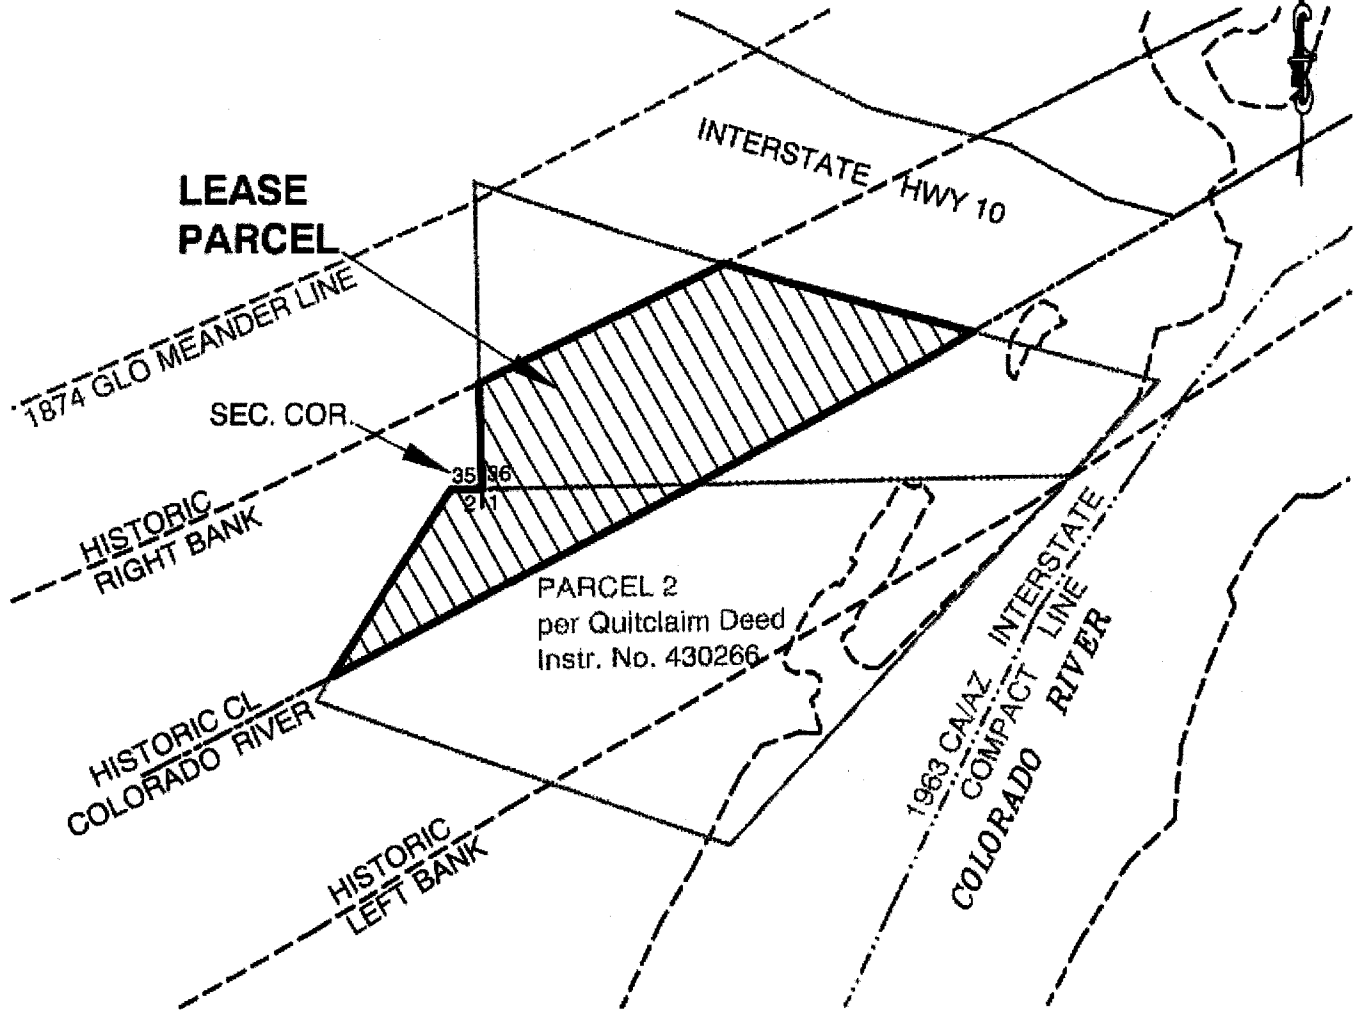 INTERSTATE HWY 10
LEASE
PARCEL
1874 GLO MEANDER LINE
SEC. COR.
35 36
2 1
HISTORIC
RIGHT BANK
PARCEL 2
per Quitclaim Deed
Instr. No. 430266
HISTORIC CL
COLORADO RIVER
HISTORIC
LEFT BANK
1963 CA/AZ INTERSTATE
COMPACT LINE
COLORADO RIVER